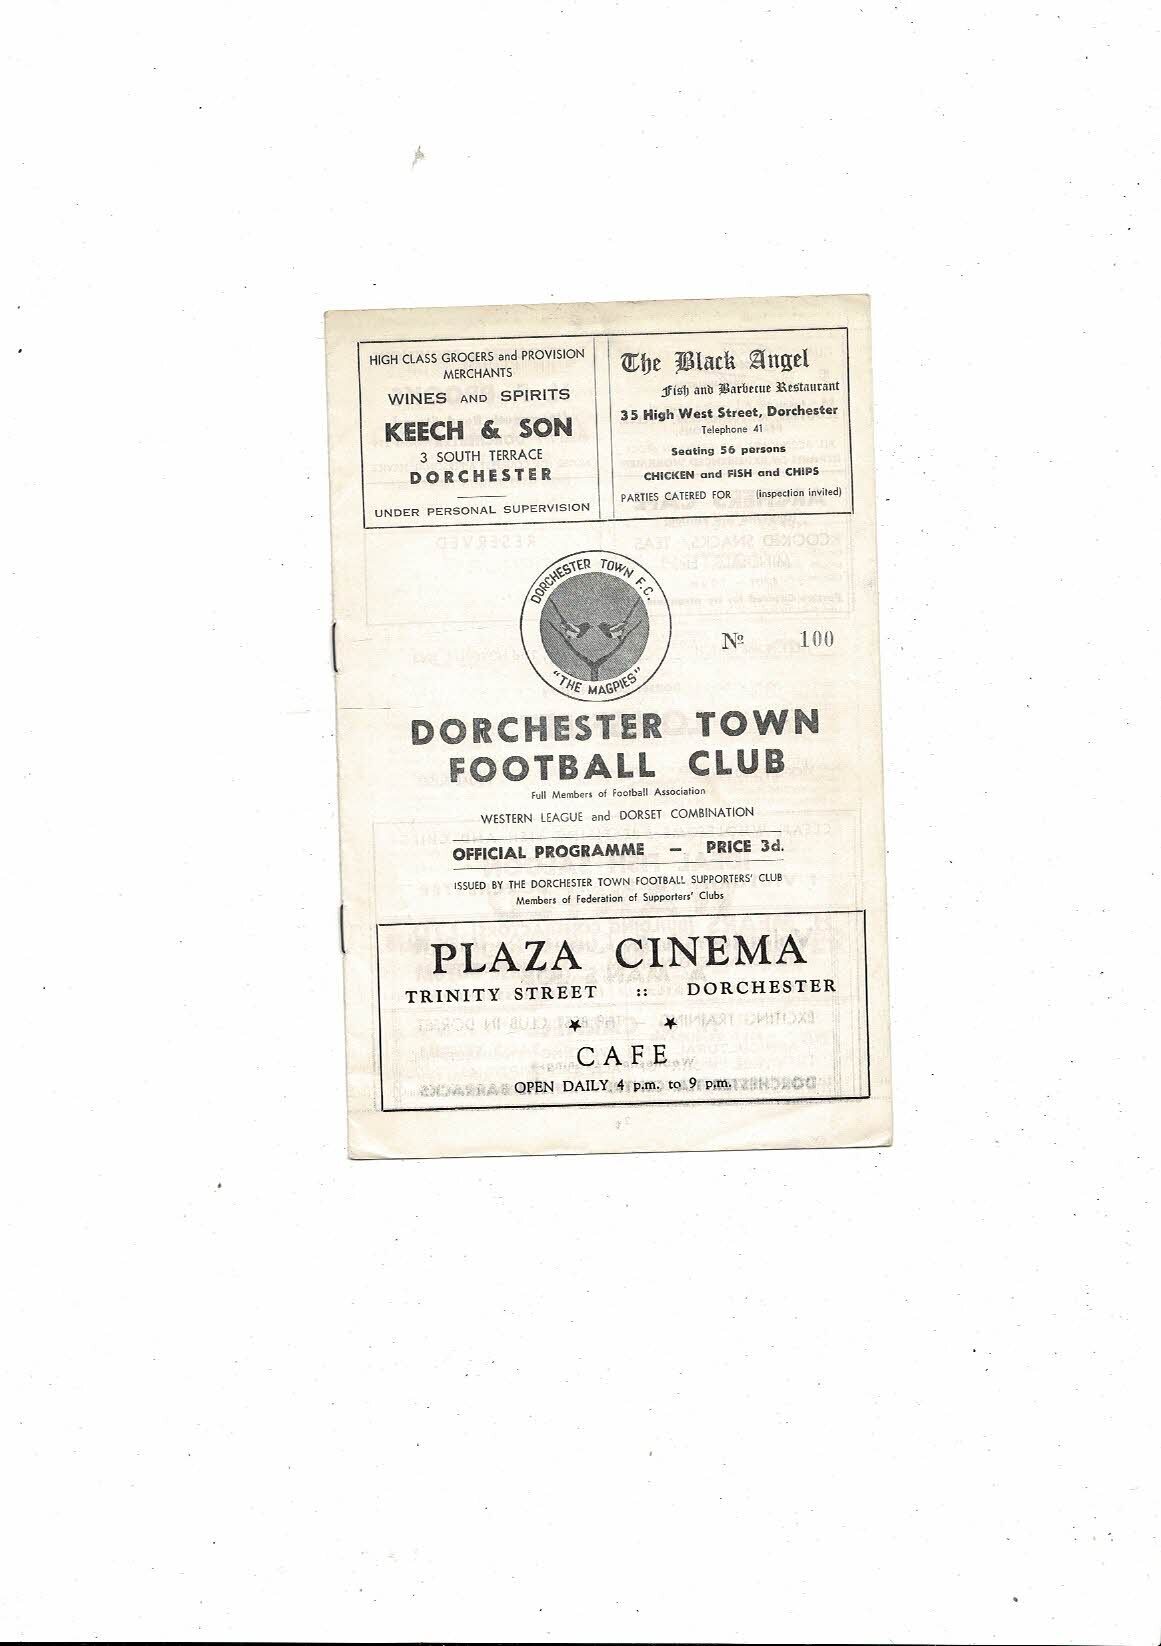 HIGH CLASS GROCERS and PROVISION
MERCHANTS
WINES AND SPIRITS
KEECH & SON
3 SOUTH TERRACE
DORCHESTER
UNDER PERSONAL SUPERVISION
The Black Angel
Fish and Barbecue Restaurant
35 High West Street, Dorchester
Telephone 41
Seating 56 persons
CHICKEN and FISH and CHIPS
PARTIES CATERED FOR (inspection invited)
DORCHESTER TOWN F.C.
"THE MAGPIES"
Nº 100
DORCHESTER TOWN
FOOTBALL CLUB
Full Members of Football Association
WESTERN LEAGUE and DORSET COMBINATION
OFFICIAL PROGRAMME – PRICE 3d.
ISSUED BY THE DORCHESTER TOWN FOOTBALL SUPPORTERS' CLUB
Members of Federation of Supporters' Clubs
PLAZA CINEMA
TRINITY STREET :: DORCHESTER
CAFE
OPEN DAILY 4 p.m. to 9 p.m.